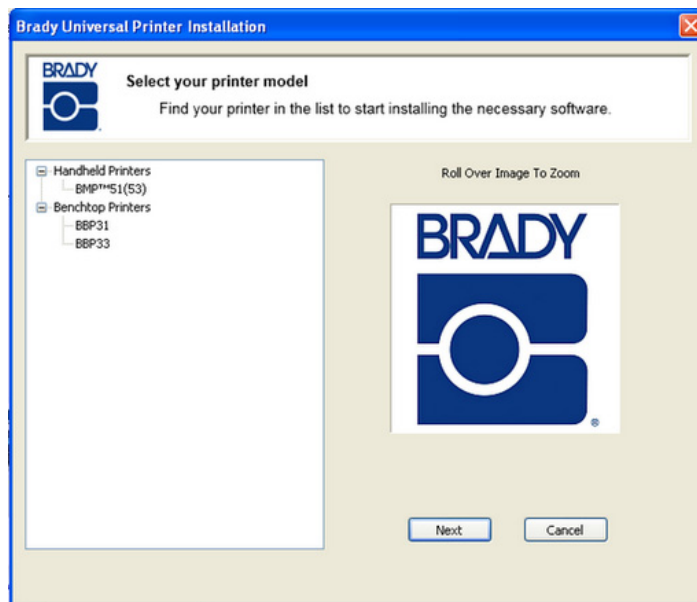 Brady Universal Printer Installation
BRADY
Select your printer model
Find your printer in the list to start installing the necessary software.
Handheld Printers
BMP™51(53)
Benchtop Printers
BBP31
BBP33
Roll Over Image To Zoom
BRADY
®
Next
Cancel